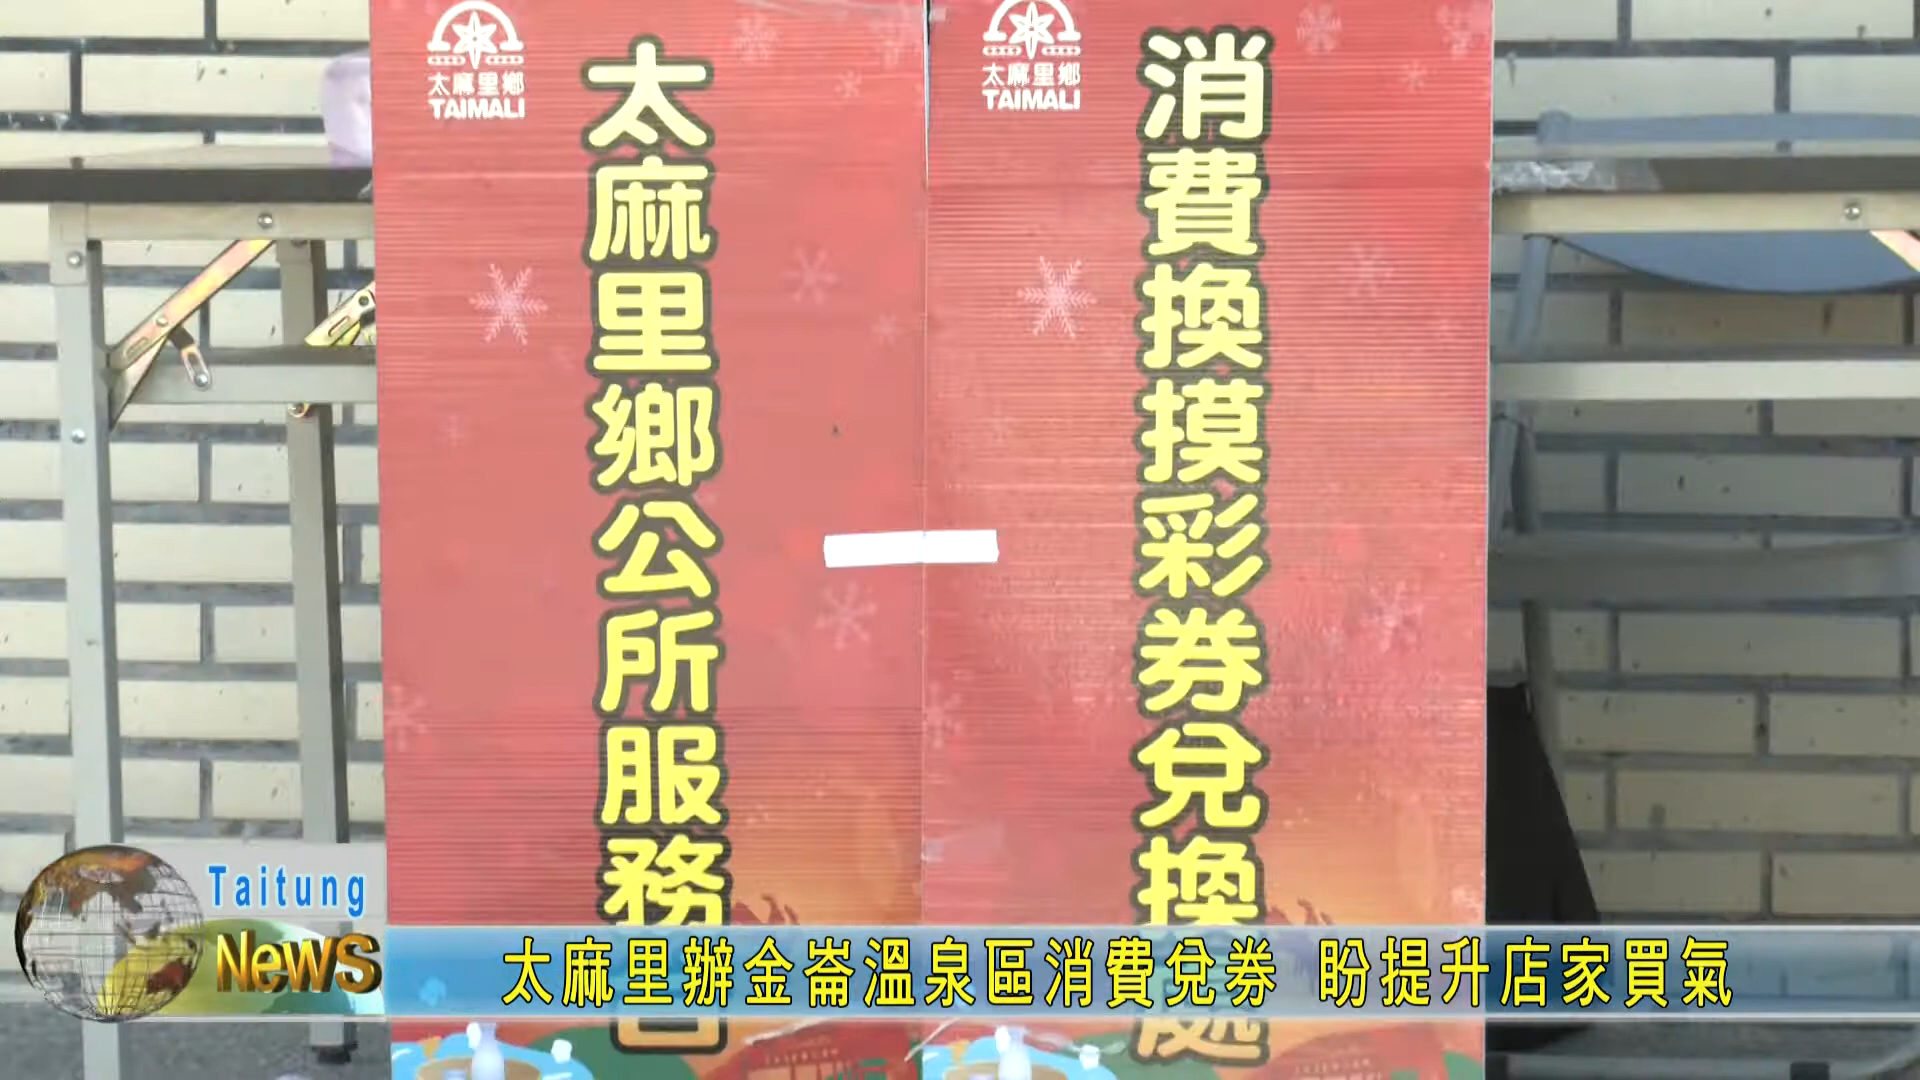 太麻里鄉
TAIMALI
太麻里鄉公所服務台
太麻里鄉
TAIMALI
消費換摸彩券兌換處
Taitung
News
太麻里辦金崙溫泉區消費兌券 盼提升店家買氣